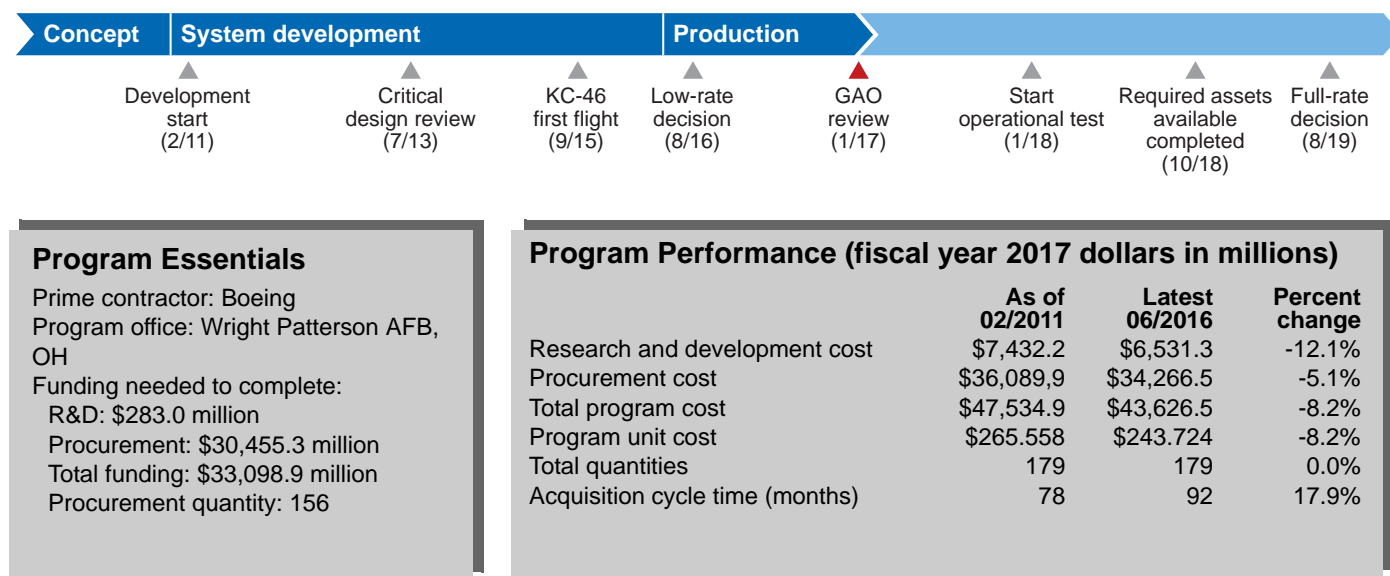 Concept System development Production
Development start (2/11)
Critical design review (7/13)
KC-46 first flight (9/15)
Low-rate decision (8/16)
GAO review (1/17)
Start operational test (1/18)
Required assets available completed (10/18)
Full-rate decision (8/19)
Program Essentials
Prime contractor: Boeing
Program office: Wright Patterson AFB,
OH
Funding needed to complete:
R&D: $283.0 million
Procurement: $30,455.3 million
Total funding: $33,098.9 million
Procurement quantity: 156
Program Performance (fiscal year 2017 dollars in millions)
As of 02/2011 Latest 06/2016 Percent change
Research and development cost $7,432.2 $6,531.3 -12.1%
Procurement cost $36,089,9 $34,266.5 -5.1%
Total program cost $47,534.9 $43,626.5 -8.2%
Program unit cost $265.558 $243.724 -8.2%
Total quantities 179 179 0.0%
Acquisition cycle time (months) 78 92 17.9%